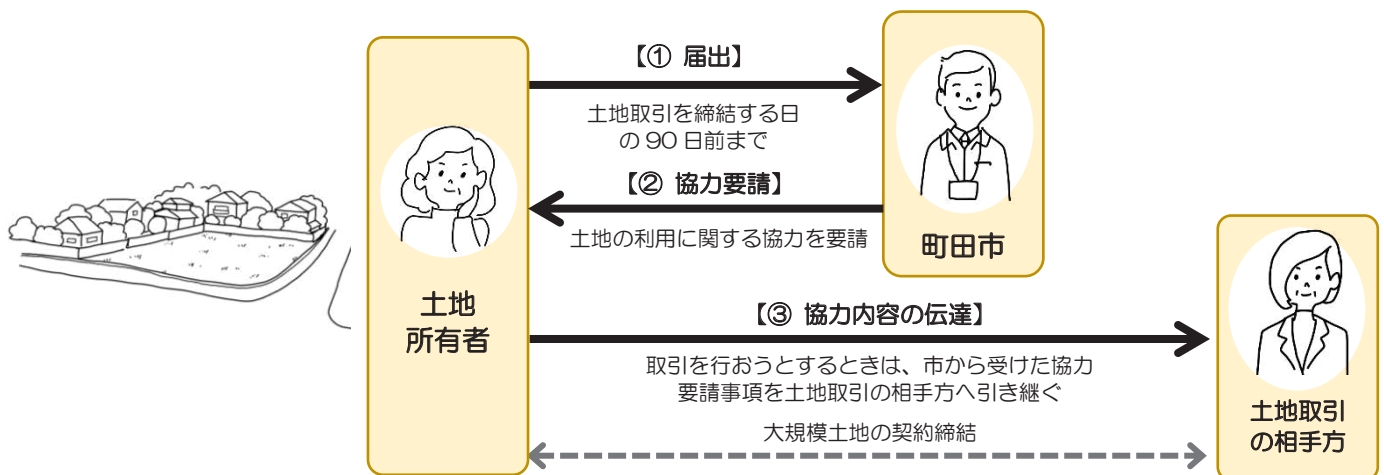 【① 届出】
土地取引を締結する日
の 90 日前まで
【② 協力要請】
土地の利用に関する協力を要請
町田市
土地
所有者
【③ 協力内容の伝達】
取引を行おうとするときは、市から受けた協力
要請事項を土地取引の相手方へ引き継ぐ
大規模土地の契約締結
土地取引
の相手方